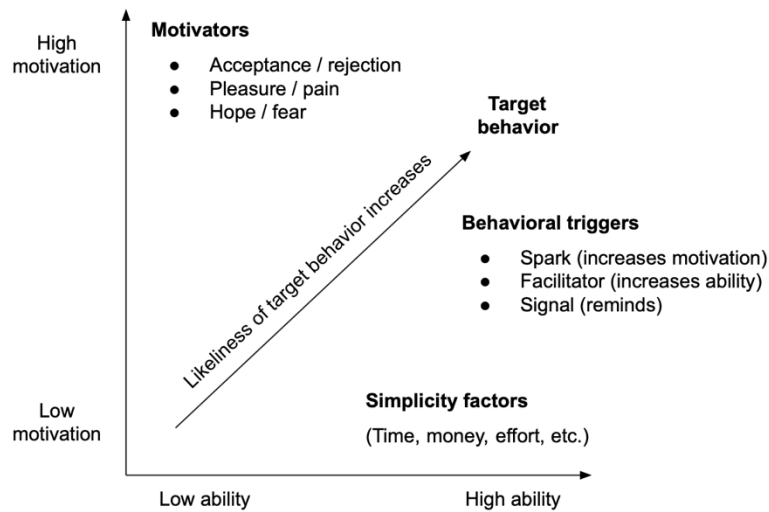 High
motivation
Motivators
● Acceptance / rejection
● Pleasure / pain
● Hope / fear
Target
behavior
Likeliness of target behavior increases
Behavioral triggers
● Spark (increases motivation)
● Facilitator (increases ability)
● Signal (reminds)
Low
motivation
Simplicity factors
(Time, money, effort, etc.)
Low ability
High ability